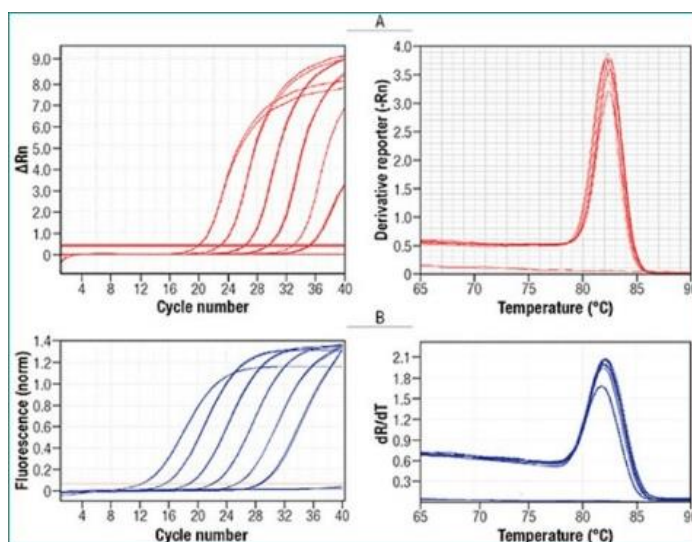 A
ΔRn
9.0
8.0
7.0
6.0
5.0
4.0
3.0
2.0
1.0
0
4 8 12 16 20 24 28 32 36 40
Cycle number
Derivative reporter (-Rn)
4.0
3.5
3.0
2.5
2.0
1.5
1.0
0.5
0
65 70 75 80 85 90
Temperature (°C)
B
Fluorescence (norm)
1.4
1.2
1.0
0.8
0.6
0.4
0.2
0
4 8 12 16 20 24 28 32 36 40
Cycle number
dR/dT
2.1
1.8
1.5
1.2
0.9
0.6
0.3
65 70 75 80 85 90
Temperature (°C)